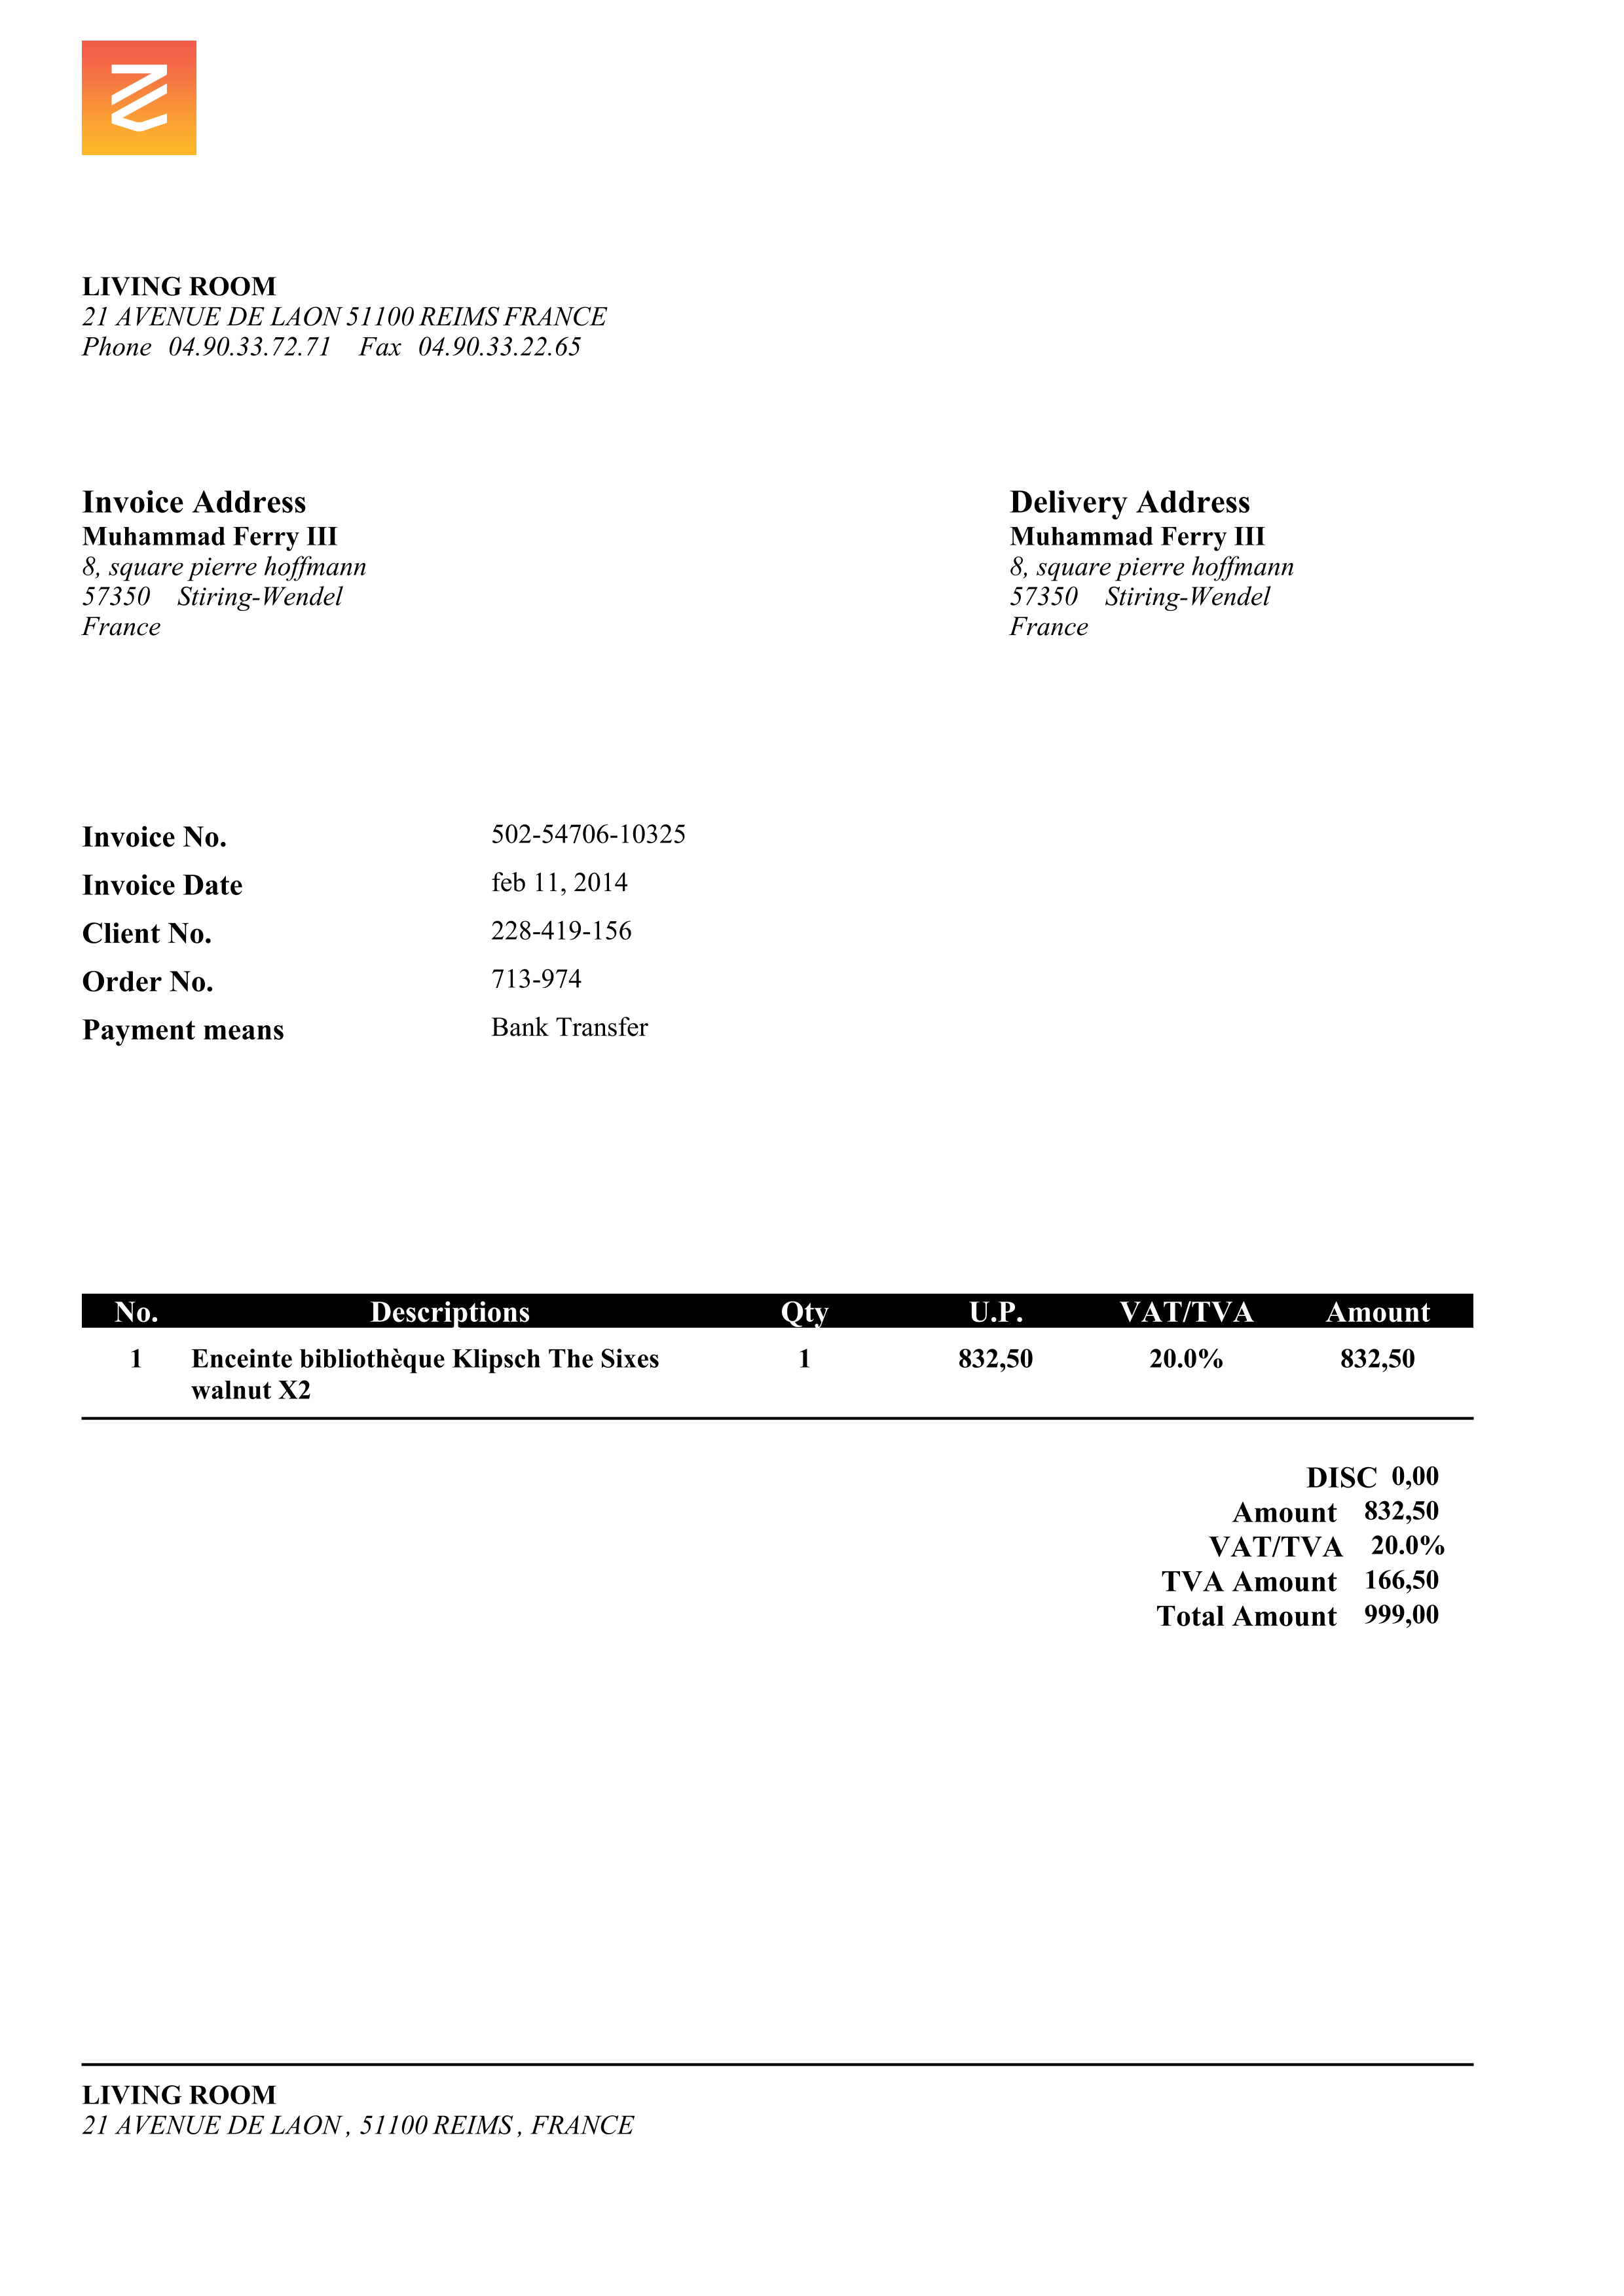 LIVING ROOM
21 AVENUE DE LAON 51100 REIMS FRANCE
Phone 04.90.33.72.71 Fax 04.90.33.22.65
Invoice Address
Muhammad Ferry III
8, square pierre hoffmann
57350 Stiring-Wendel
France
Delivery Address
Muhammad Ferry III
8, square pierre hoffmann
57350 Stiring-Wendel
France
Invoice No. 502-54706-10325
Invoice Date feb 11, 2014
Client No. 228-419-156
Order No. 713-974
Payment means Bank Transfer
No. Descriptions Qty U.P. VAT/TVA Amount
1 Enceinte bibliothèque Klipsch The Sixes 1 832,50 20.0% 832,50
walnut X2
DISC 0,00
Amount 832,50
VAT/TVA 20.0%
TVA Amount 166,50
Total Amount 999,00
LIVING ROOM
21 AVENUE DE LAON , 51100 REIMS , FRANCE